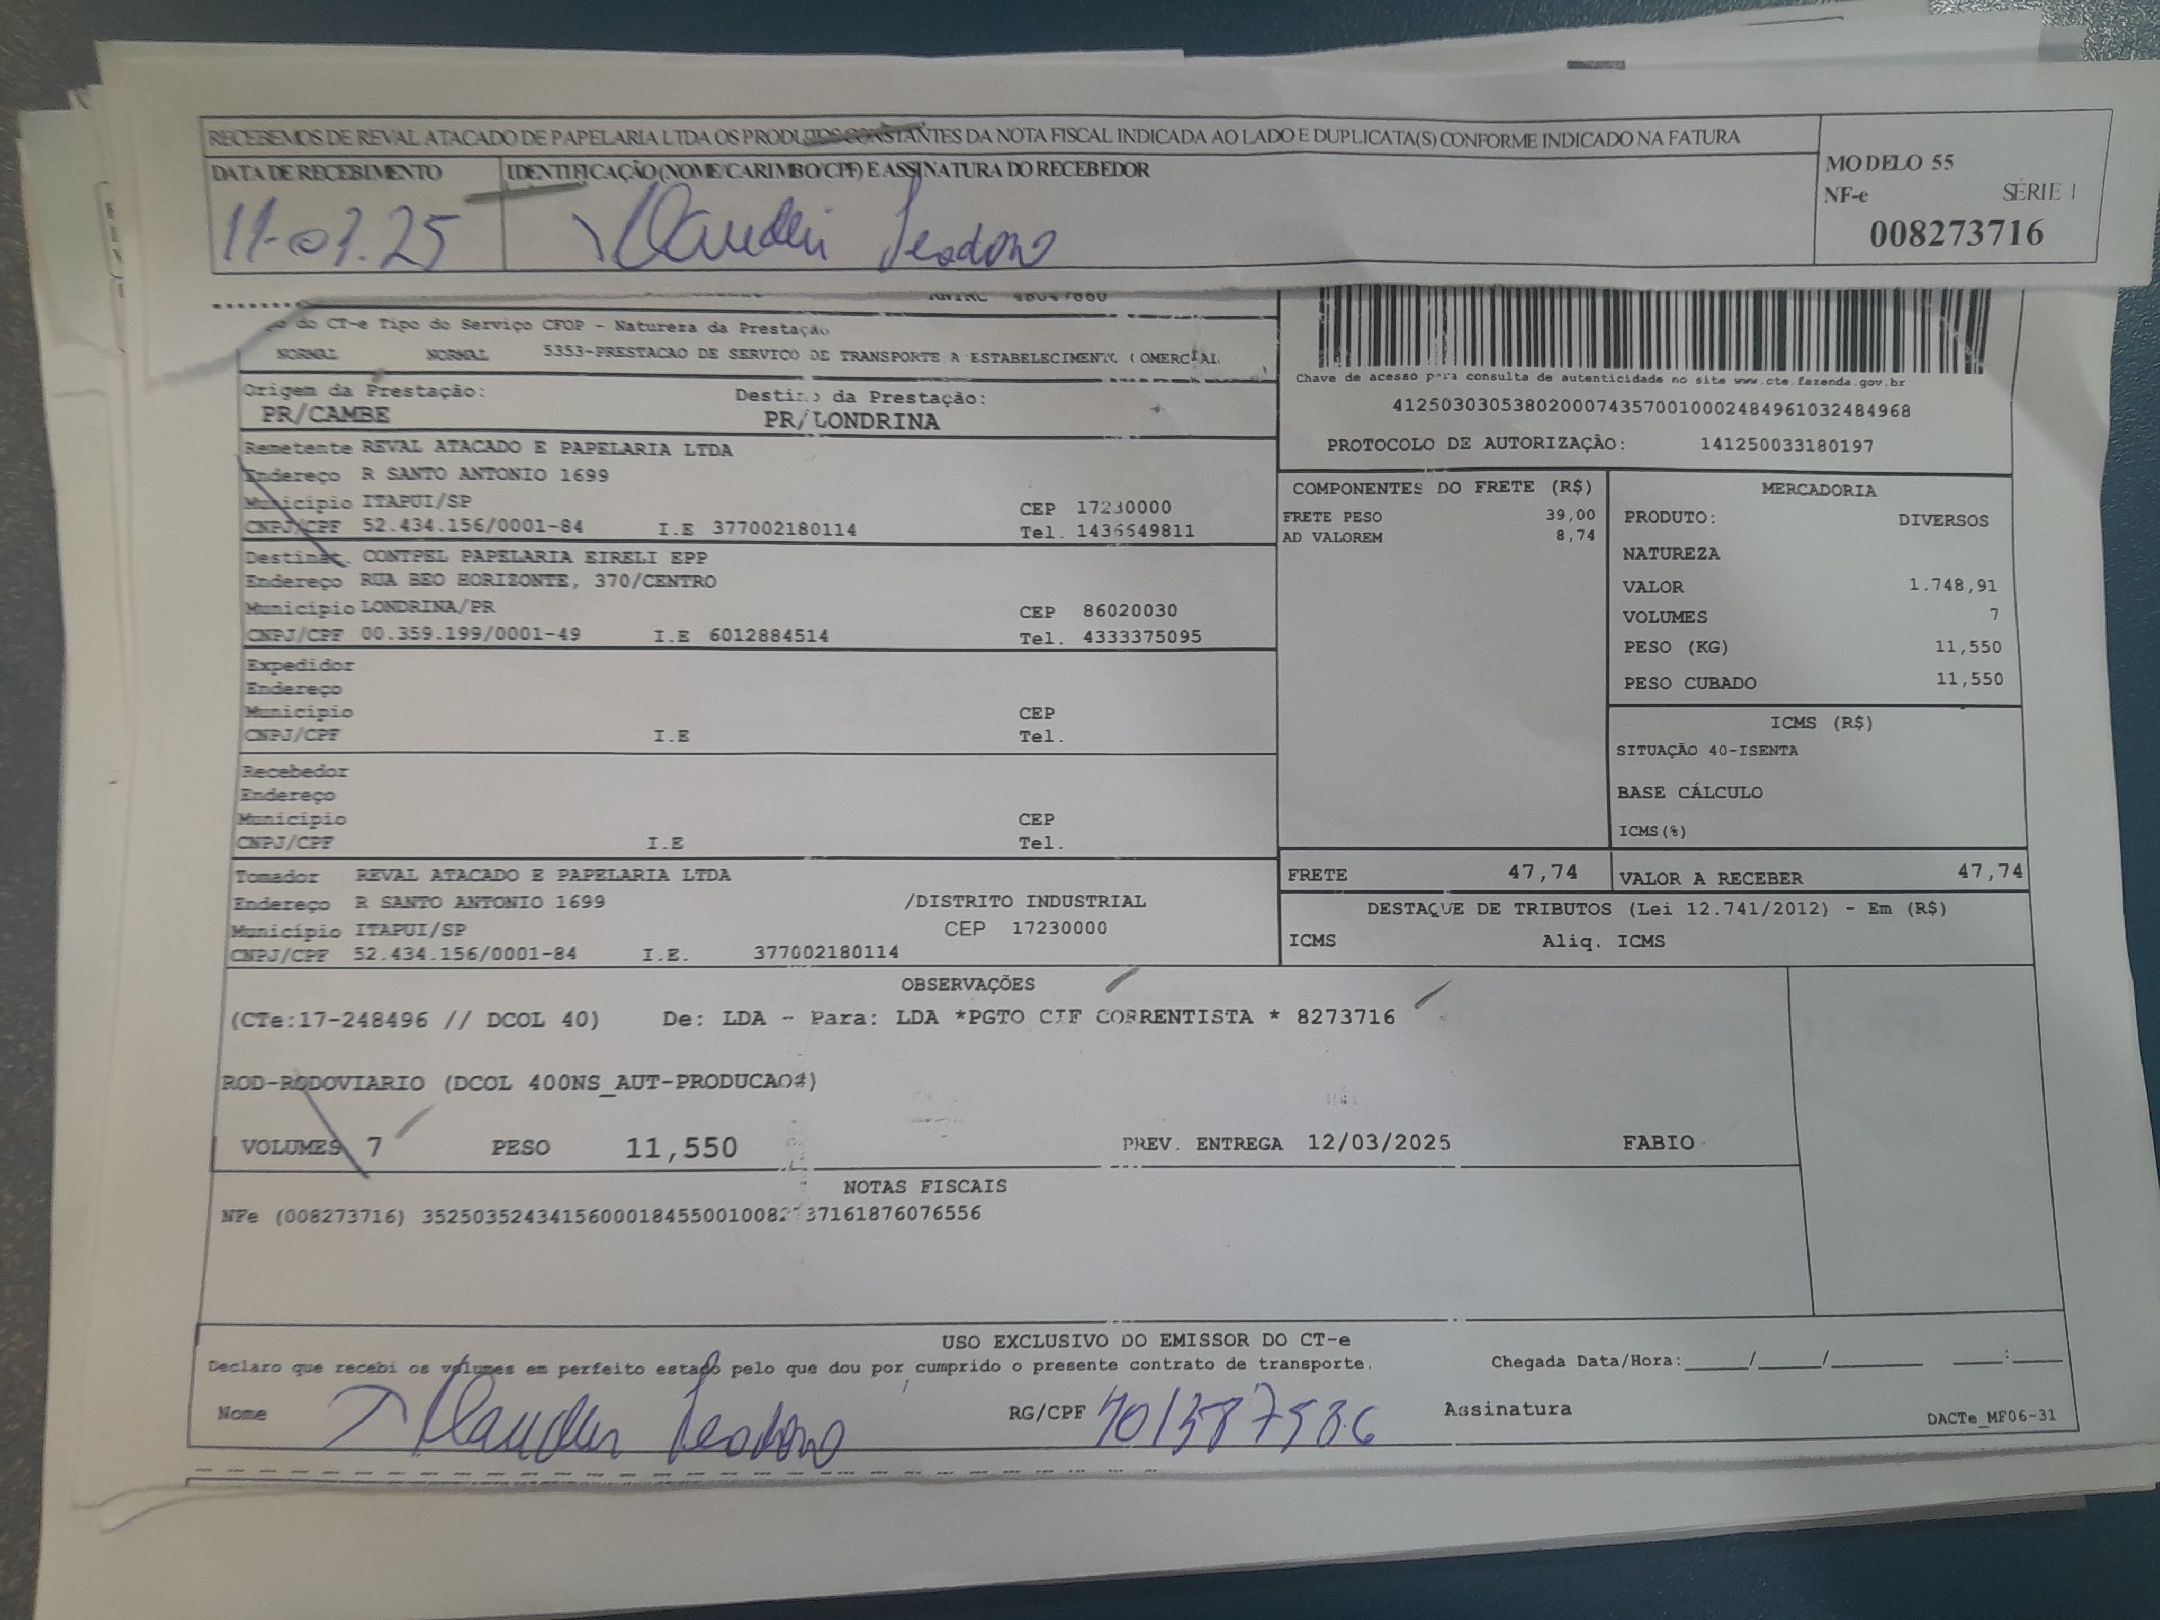 RECEBEMOS DE REVAL ATACADO DE PAPELARIA LTDA OS PRODUTOS CONSTANTES DA NOTA FISCAL INDICADA AO LADO E DUPLICATA(S) CONFORME INDICADO NA FATURA
DATA DE RECEBIMENTO IDENTIFICAÇÃO (NOME/CARIMBO/CPF) E ASSINATURA DO RECEBEDOR
MODELO 55
NF-e SÉRIE 1
008273716
do CT-e Tipo do Serviço CFOP - Natureza da Prestação
NORMAL NORMAL 5353-PRESTACAO DE SERVICO DE TRANSPORTE A ESTABELECIMENTO COMERCIAL
Chave de acesso para consulta de autenticidade no site www.cte.fazenda.gov.br
41250303053802000743570010002484961032484968
PROTOCOLO DE AUTORIZAÇÃO: 141250033180197
Origem da Prestação: Destino da Prestação:
PR/CAMBE PR/LONDRINA
Remetente REVAL ATACADO E PAPELARIA LTDA
Endereço R SANTO ANTONIO 1699
Município ITAPUI/SP CEP 17230000
CNPJ/CPF 52.434.156/0001-84 I.E 377002180114 Tel. 1436649811
Destinat. CONTPEL PAPELARIA EIRELI EPP
Endereço RUA BEO HORIZONTE, 370/CENTRO
Município LONDRINA/PR CEP 86020030
CNPJ/CPF 00.359.199/0001-49 I.E 6012884514 Tel. 4333375095
Expedidor
Endereço
Município CEP
CNPJ/CPF I.E Tel.
Recebedor
Endereço
Município CEP
CNPJ/CPF I.E Tel.
Tomador REVAL ATACADO E PAPELARIA LTDA
Endereço R SANTO ANTONIO 1699 /DISTRITO INDUSTRIAL
Município ITAPUI/SP CEP 17230000
CNPJ/CPF 52.434.156/0001-84 I.E. 377002180114
COMPONENTES DO FRETE (R$)
FRETE PESO 39,00
AD VALOREM 8,74
MERCADORIA
PRODUTO: DIVERSOS
NATUREZA
VALOR 1.748,91
VOLUMES 7
PESO (KG) 11,550
PESO CUBADO 11,550
ICMS (R$)
SITUAÇÃO 40-ISENTA
BASE CÁLCULO
ICMS(%)
FRETE 47,74 VALOR A RECEBER 47,74
DESTAQUE DE TRIBUTOS (Lei 12.741/2012) - Em (R$)
ICMS Aliq. ICMS
OBSERVAÇÕES
(CTe:17-248496 // DCOL 40) De: LDA - Para: LDA *PGTO CIF CORRENTISTA * 8273716
ROD-RODOVIARIO (DCOL 400NS_AUT-PRODUCAO#)
VOLUMES 7 PESO 11,550 PREV. ENTREGA 12/03/2025 FABIO
NOTAS FISCAIS
NFe (008273716)
USO EXCLUSIVO DO EMISSOR DO CT-e
Declaro que recebi os volumes em perfeito estado pelo que dou por cumprido o presente contrato de transporte. Chegada Data/Hora:____/____/______ ___:___
Nome RG/CPF Assinatura
DACTe_MF06-31